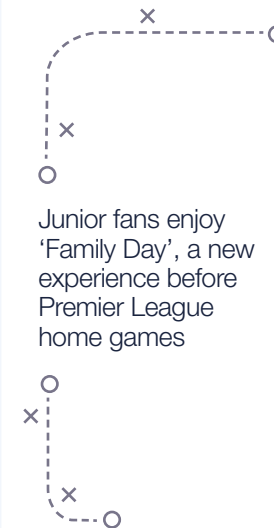 Junior fans enjoy
‘Family Day’, a new
experience before
Premier League
home games